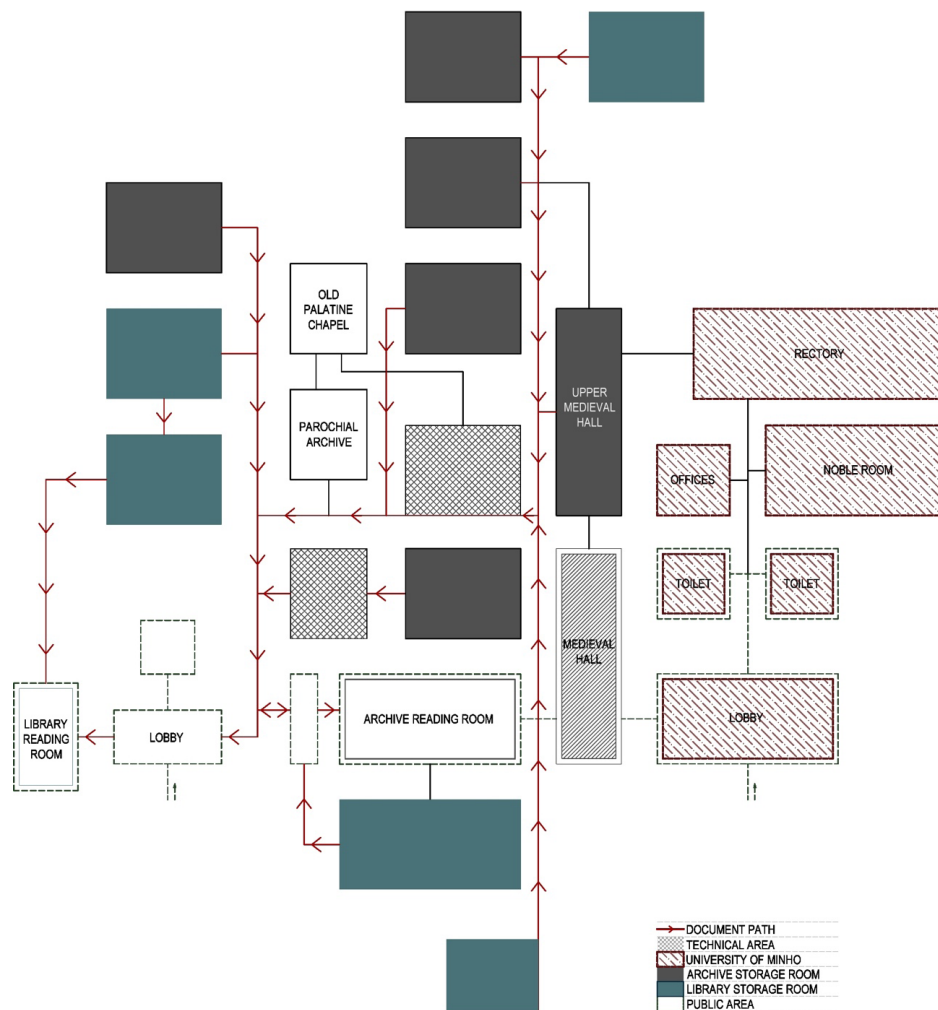 OLD
PALATINE
CHAPEL
RECTORY
UPPER
MEDIEVAL
HALL
PAROCHIAL
ARCHIVE
OFFICES
NOBLE ROOM
TOILET
TOILET
MEDIEVAL
HALL
LIBRARY
READING
ROOM
LOBBY
ARCHIVE READING ROOM
LOBBY
DOCUMENT PATH
TECHNICAL AREA
UNIVERSITY OF MINHO
ARCHIVE STORAGE ROOM
LIBRARY STORAGE ROOM
PUBLIC AREA